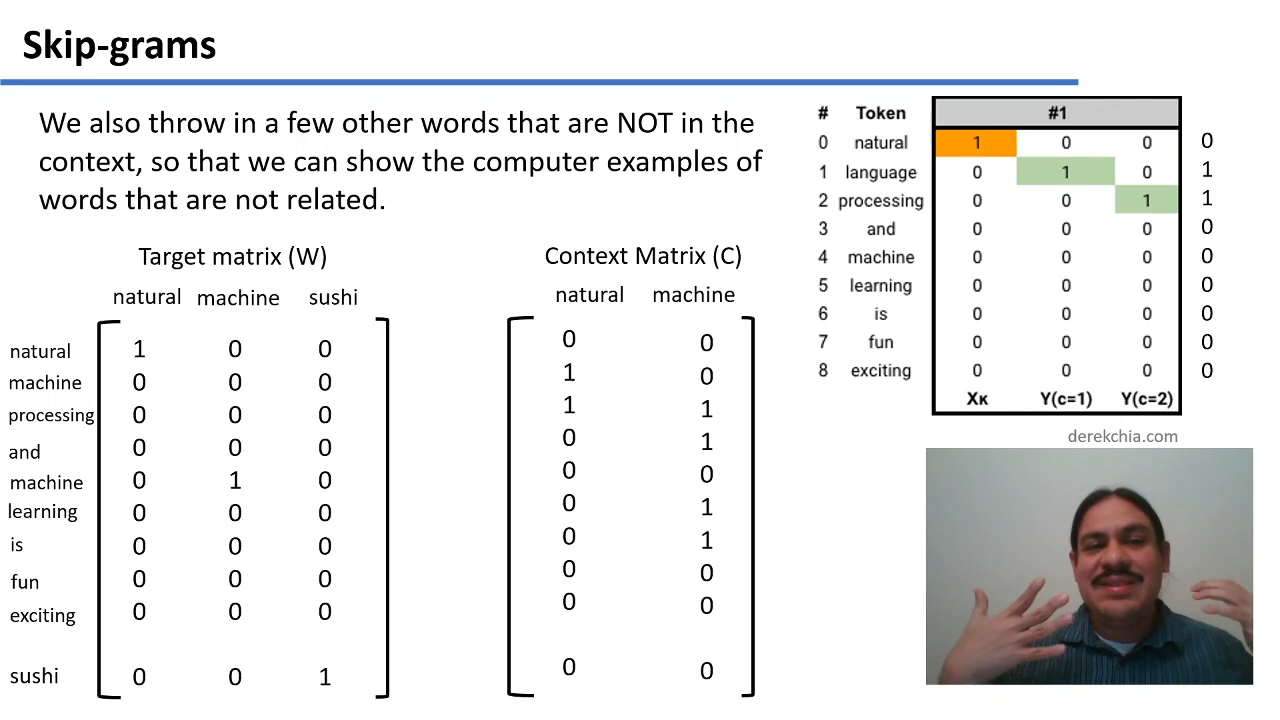 Skip-grams
We also throw in a few other words that are NOT in the
context, so that we can show the computer examples of
words that are not related.
Target matrix (W)
natural machine sushi
natural 1 0 0
machine 0 0 0
processing 0 0 0
and 0 0 0
machine 0 1 0
learning 0 0 0
is 0 0 0
fun 0 0 0
exciting 0 0 0
sushi 0 0 1
Context Matrix (C)
natural machine
0 0
1 0
1 1
0 1
0 0
0 1
0 1
0 0
0 0
0 0
# Token #1
0 natural 1 0 0 0
1 language 0 1 0 1
2 processing 0 0 1 1
3 and 0 0 0 0
4 machine 0 0 0 0
5 learning 0 0 0 0
6 is 0 0 0 0
7 fun 0 0 0 0
8 exciting 0 0 0 0
Xĸ Y(c=1) Y(c=2)
derekchia.com